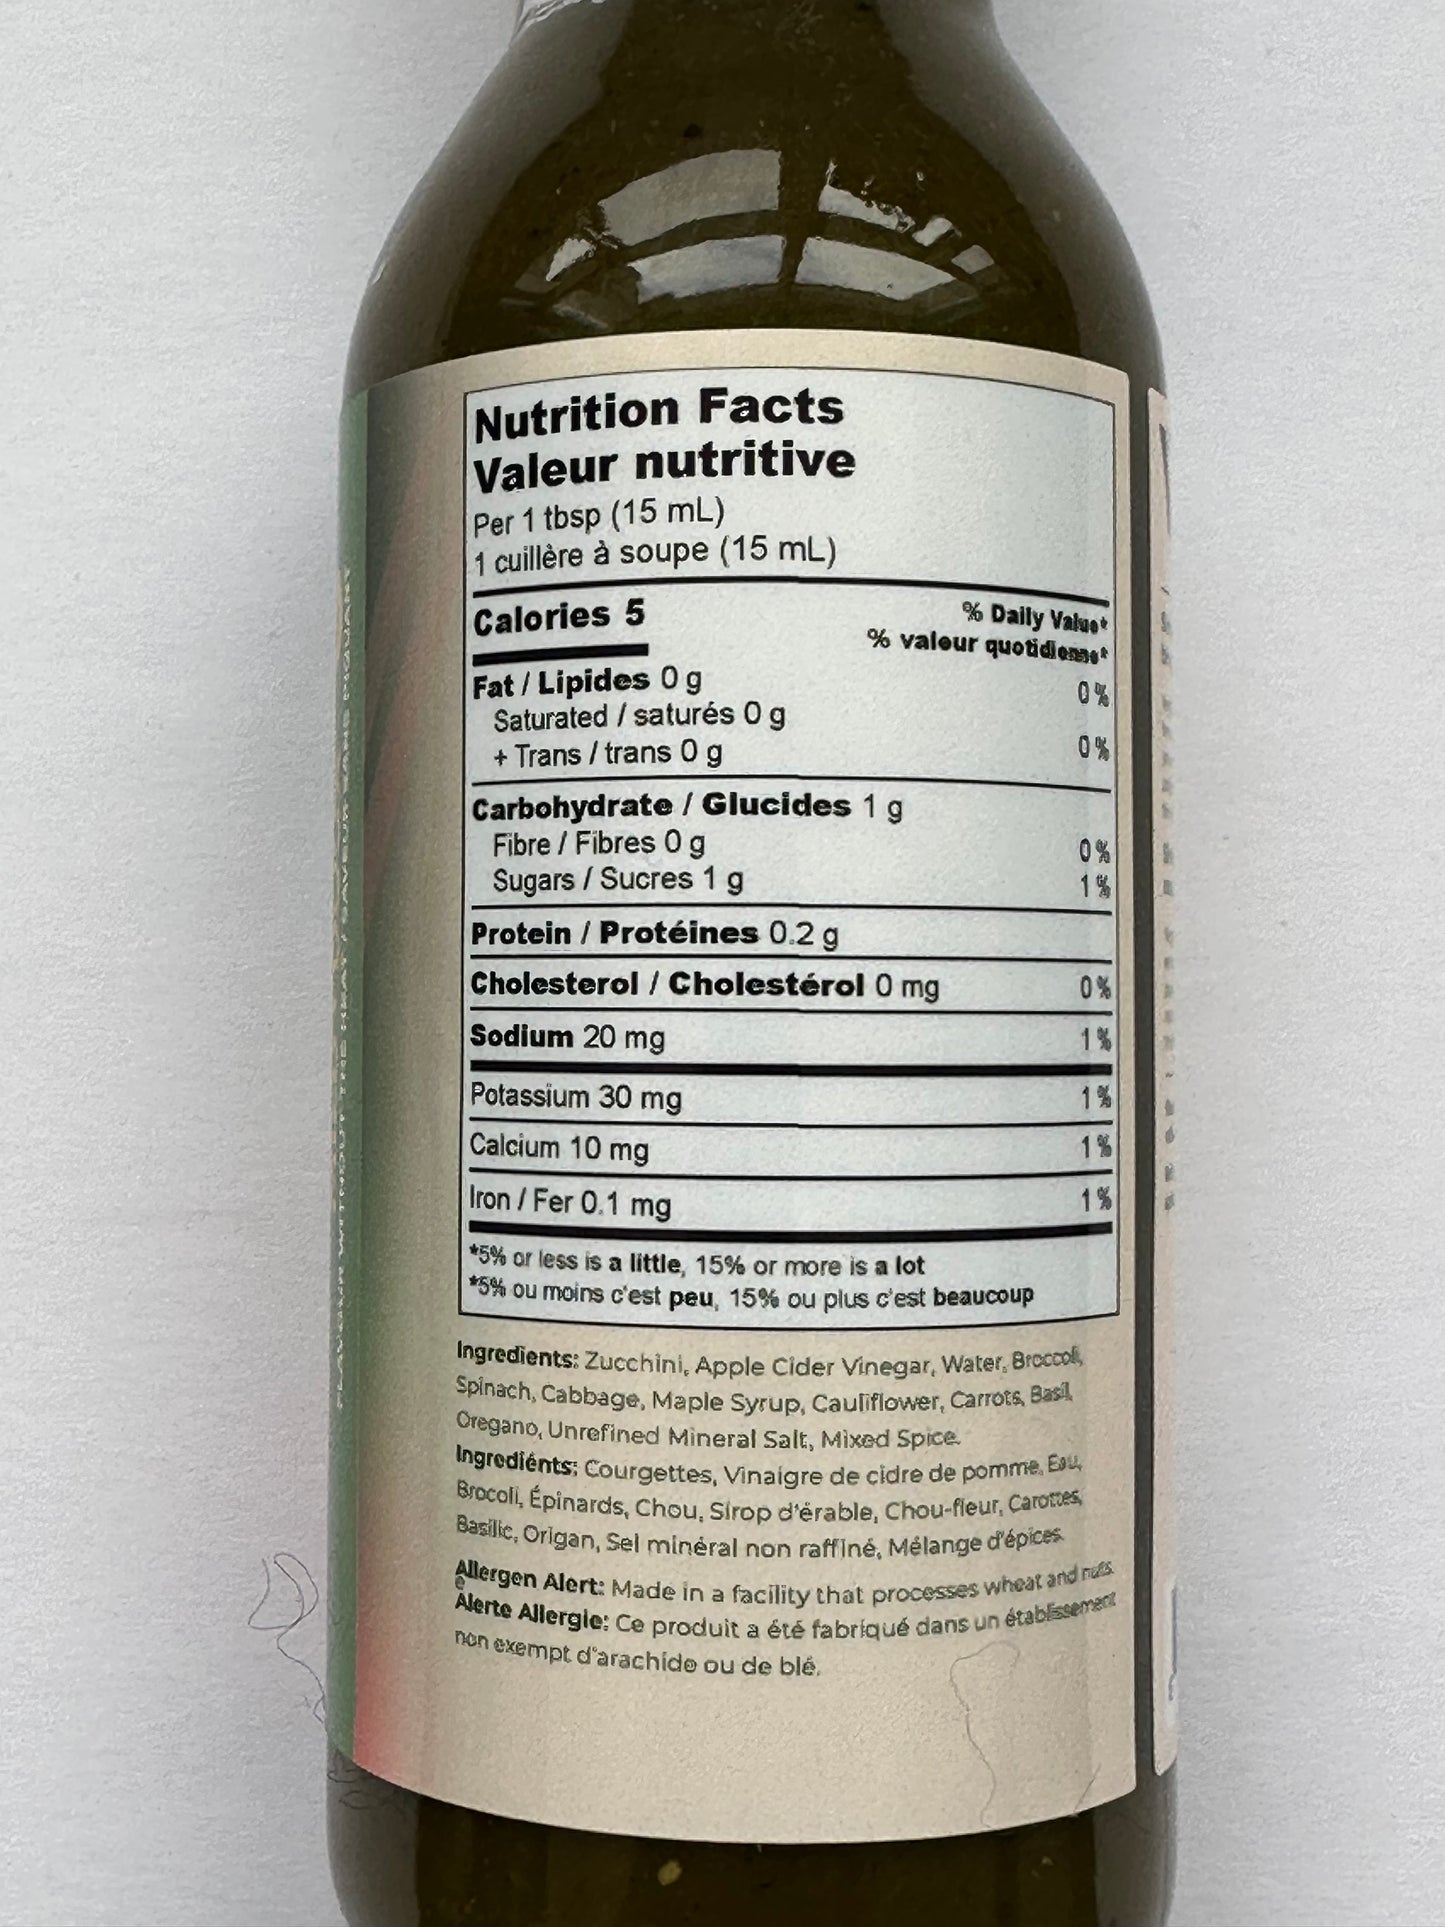 Nutrition Facts
Valeur nutritive
Per 1 tbsp (15 mL)
1 cuillère à soupe (15 mL)
Calories 5
% Daily Value*
% valeur quotidienne*
Fat / Lipides 0 g 0 %
Saturated / saturés 0 g
+ Trans / trans 0 g 0 %
Carbohydrate / Glucides 1 g
Fibre / Fibres 0 g 0 %
Sugars / Sucres 1 g 1 %
Protein / Protéines 0.2 g
Cholesterol / Cholestérol 0 mg 0 %
Sodium 20 mg 1 %
Potassium 30 mg 1 %
Calcium 10 mg 1 %
Iron / Fer 0.1 mg 1 %
*5% or less is a little, 15% or more is a lot
*5% ou moins c'est peu, 15% ou plus c'est beaucoup
Ingredients: Zucchini, Apple Cider Vinegar, Water, Broccoli,
Spinach, Cabbage, Maple Syrup, Cauliflower, Carrots, Basil,
Oregano, Unrefined Mineral Salt, Mixed Spice.
Ingrediénts: Courgettes, Vinaigre de cidre de pomme, Eau,
Brocoli, Épinards, Chou, Sirop d'érable, Chou-fleur, Carottes,
Basilic, Origan, Sel minéral non raffiné, Mélange d'épices.
Allergen Alert: Made in a facility that processes wheat and nuts.
Alerte Allergie: Ce produit a été fabriqué dans un établissement
non exempt d'arachide ou de blé.
FLAVOUR WITHOUT THE HEAT / SAVEUR SANS PIQUANT